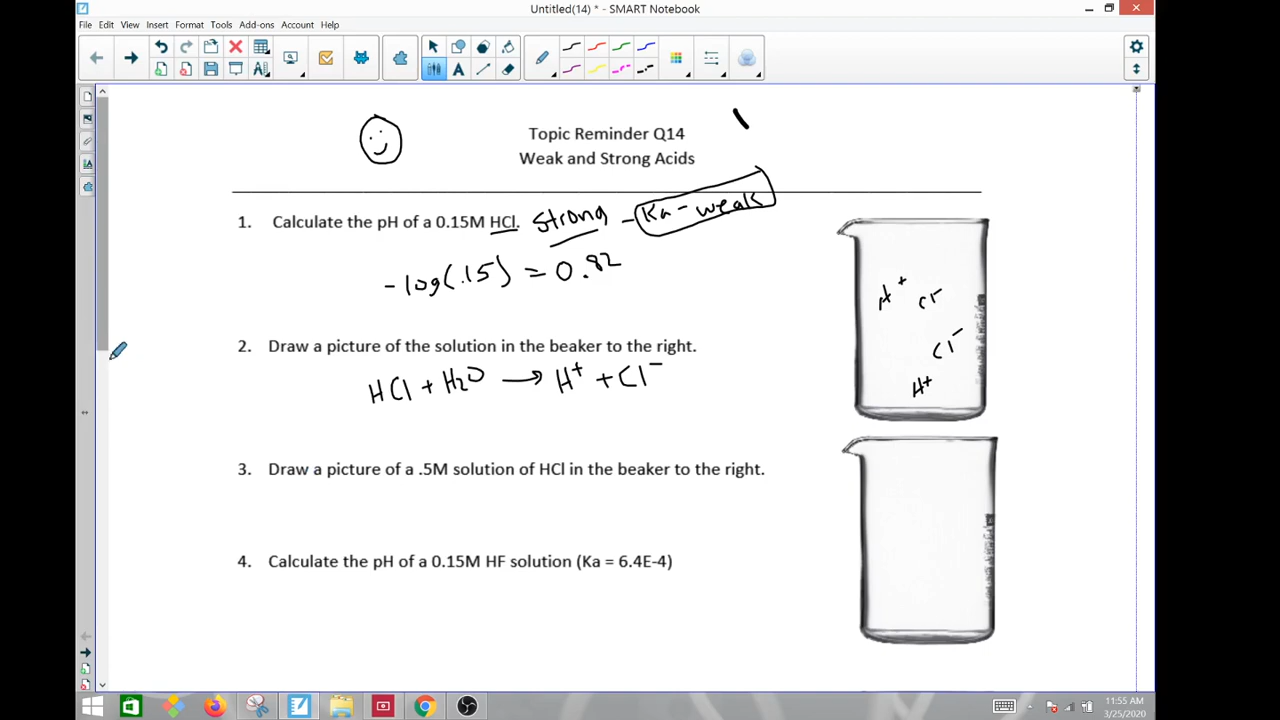 Untitled(14) * - SMART Notebook
File Edit View Insert Format Tools Add-ons Account Help
Topic Reminder Q14
Weak and Strong Acids
1. Calculate the pH of a 0.15M HCl. Strong - Ka - weak
- log(.15) = 0.82
2. Draw a picture of the solution in the beaker to the right.
HCl + H2O → H+ + Cl-
H+ Cl-
Cl-
H+
3. Draw a picture of a .5M solution of HCl in the beaker to the right.
4. Calculate the pH of a 0.15M HF solution (Ka = 6.4E-4)
11:55 AM
3/25/2020